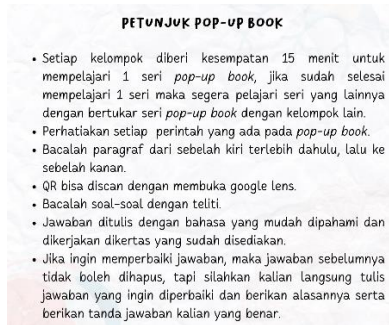 PETUNJUK POP-UP BOOK
• Setiap kelompok diberi kesempatan 15 menit untuk
mempelajari 1 seri pop-up book, jika sudah selesai
mempelajari 1 seri maka segera pelajari seri yang lainnya
dengan bertukar seri pop-up book dengan kelompok lain.
• Perhatiakan setiap perintah yang ada pada pop-up book.
• Bacalah paragraf dari sebelah kiri terlebih dahulu, lalu ke
sebelah kanan.
• QR bisa discan dengan membuka google lens.
• Bacalah soal-soal dengan teliti.
• Jawaban ditulis dengan bahasa yang mudah dipahami dan
dikerjakan dikertas yang sudah disediakan.
• Jika ingin memperbaiki jawaban, maka jawaban sebelumnya
tidak boleh dihapus, tapi silahkan kalian langsung tulis
jawaban yang ingin diperbaiki dan berikan alasannya serta
berikan tanda jawaban kalian yang benar.